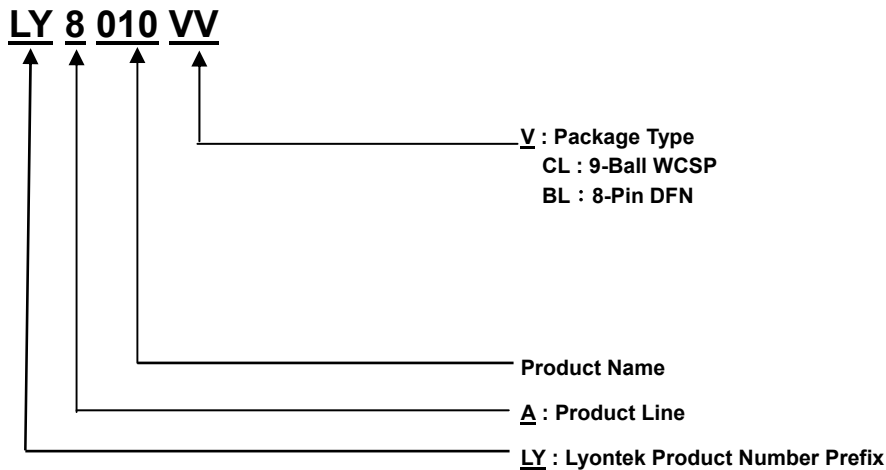 LY 8 010 VV
V : Package Type
CL : 9-Ball WCSP
BL：8-Pin DFN
Product Name
A : Product Line
LY : Lyontek Product Number Prefix